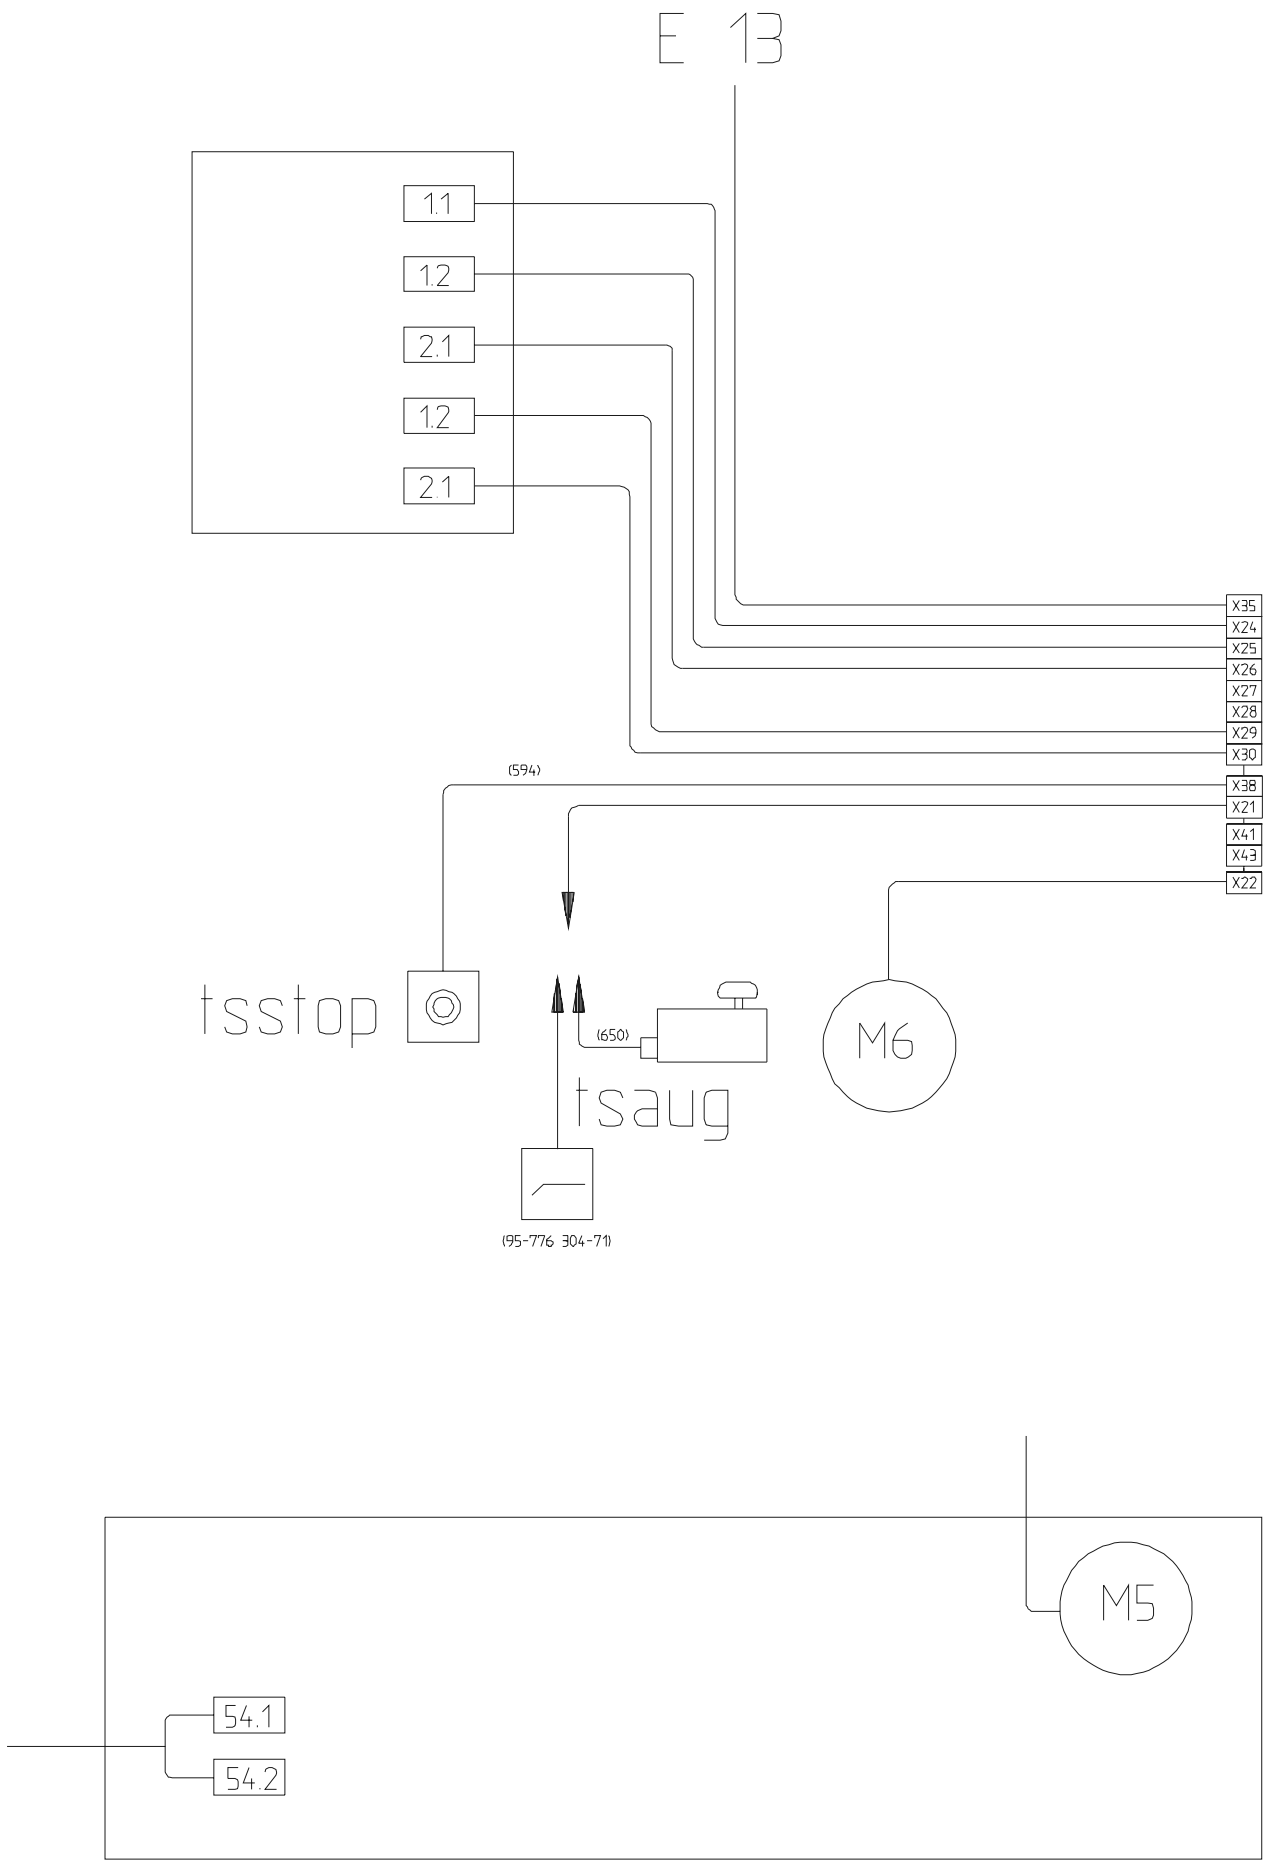 E 13
1.1
1.2
2.1
1.2
2.1
X35
X24
X25
X26
X27
X28
X29
X30
(594)
X38
X21
X41
X43
X22
tsstop
(650)
M6
tsaug
(95-776 304-71)
M5
54.1
54.2